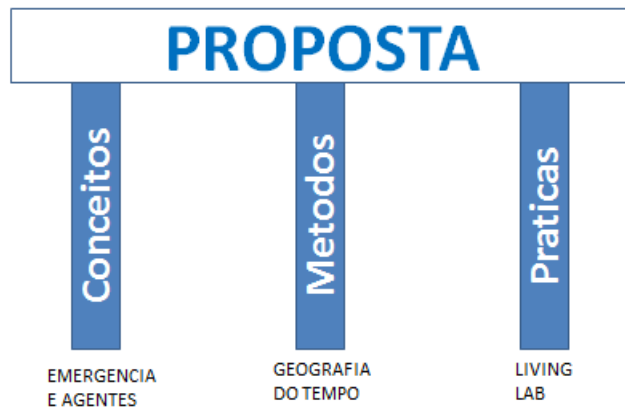 PROPOSTA
Conceitos
Metodos
Praticas
EMERGENCIA
E AGENTES
GEOGRAFIA
DO TEMPO
LIVING
LAB